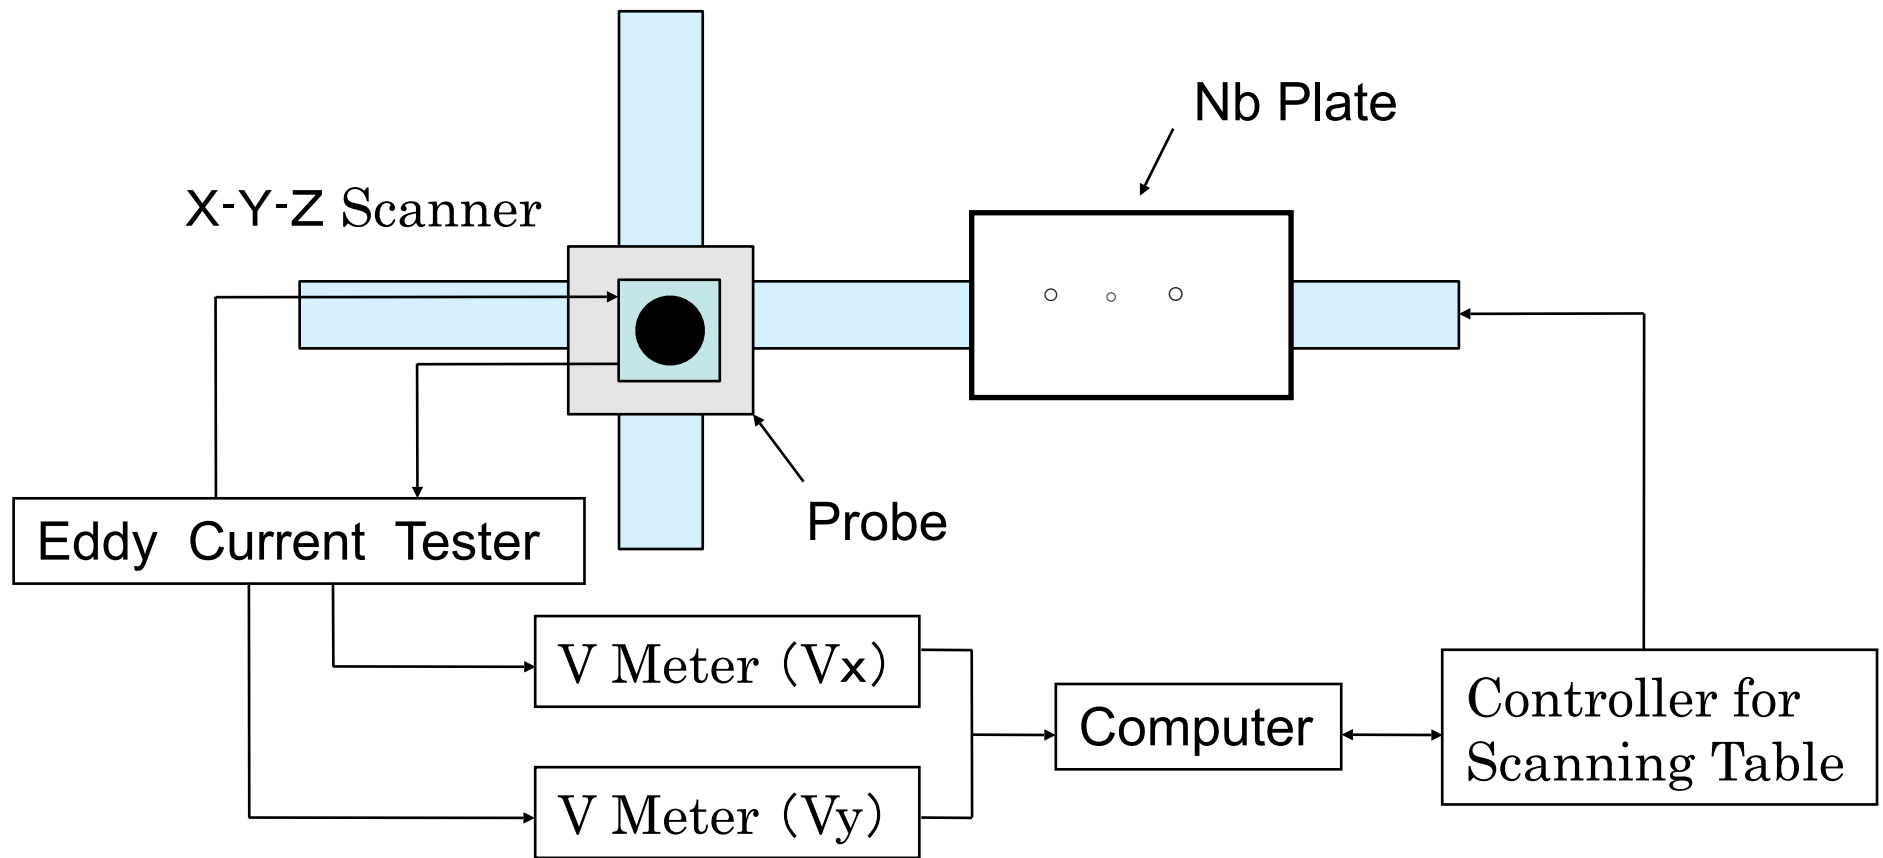 Nb Plate
X-Y-Z Scanner
Probe
Eddy Current Tester
V Meter (Vx)
Computer
Controller for
Scanning Table
V Meter (Vy)